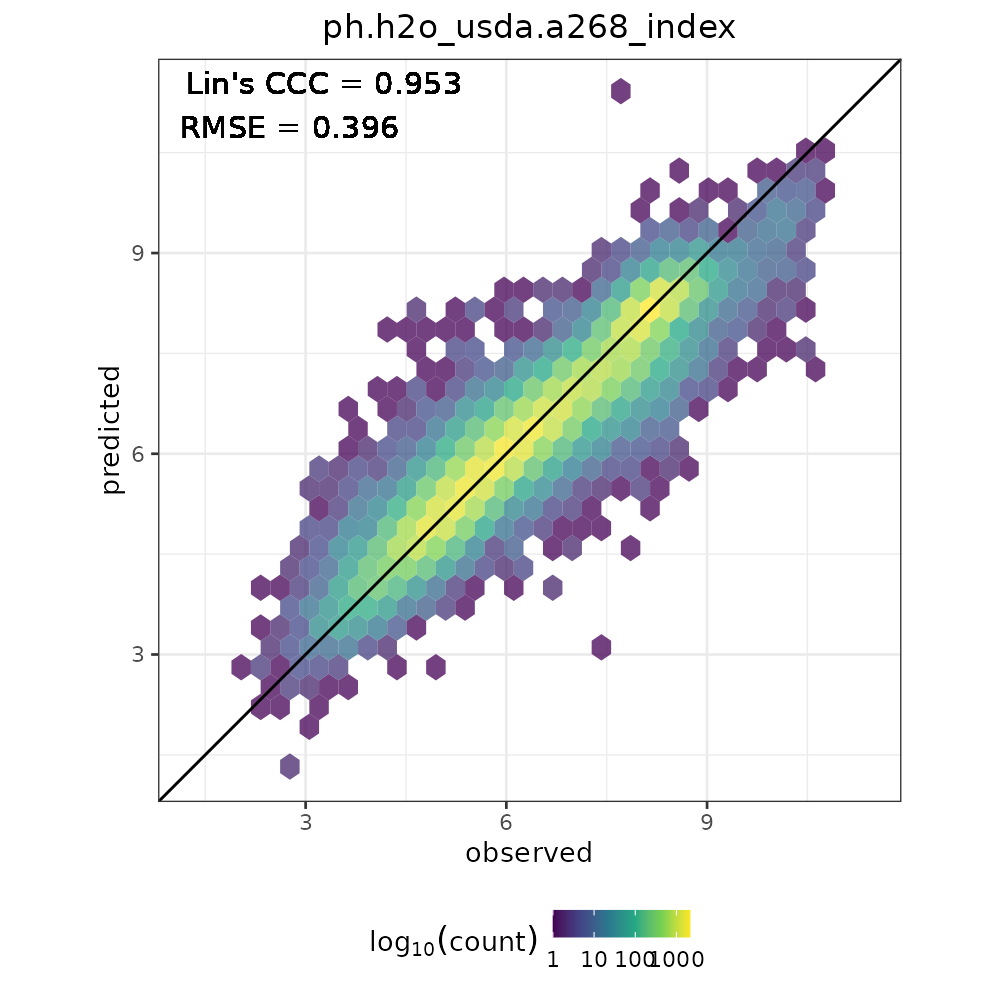 ph.h2o_usda.a268_index
Lin's CCC = 0.953
RMSE = 0.396
9
6
3
predicted
3 6 9
observed
log10(count)
1 10 100 1000